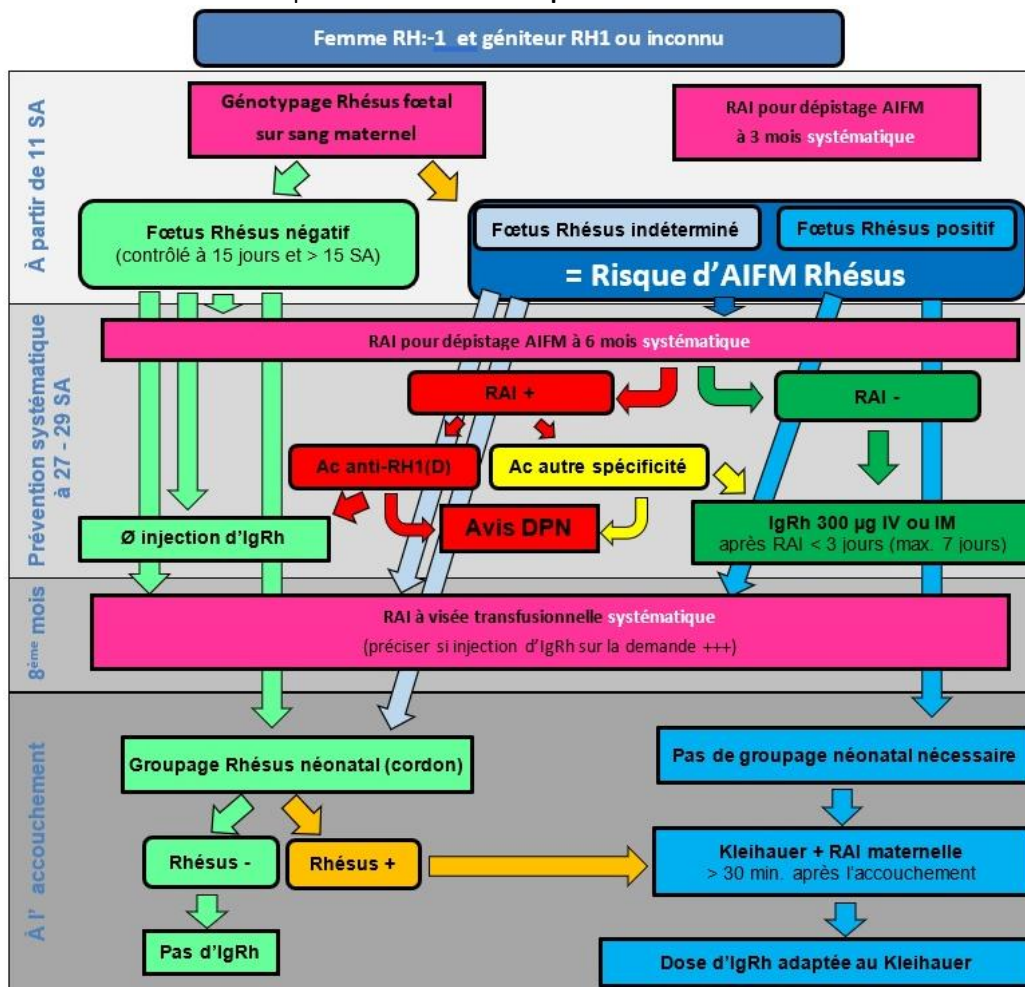 Femme RH:-1 et géniteur RH1 ou inconnu
À partir de 11 SA
Génotypage Rhésus fœtal
sur sang maternel
RAI pour dépistage AIFM
à 3 mois systématique
Fœtus Rhésus négatif
(contrôlé à 15 jours et > 15 SA)
Fœtus Rhésus indéterminé
Fœtus Rhésus positif
= Risque d’AIFM Rhésus
Prévention systématique
à 27 - 29 SA
RAI pour dépistage AIFM à 6 mois systématique
RAI +
RAI -
Ac anti-RH1(D)
Ac autre spécificité
Ø injection d’IgRh
Avis DPN
IgRh 300 µg IV ou IM
après RAI < 3 jours (max. 7 jours)
8ème mois
RAI à visée transfusionnelle systématique
(préciser si injection d’IgRh sur la demande +++)
À l’ accouchement
Groupage Rhésus néonatal (cordon)
Pas de groupage néonatal nécessaire
Rhésus -
Rhésus +
Kleihauer + RAI maternelle
> 30 min. après l'accouchement
Pas d’IgRh
Dose d’IgRh adaptée au Kleihauer